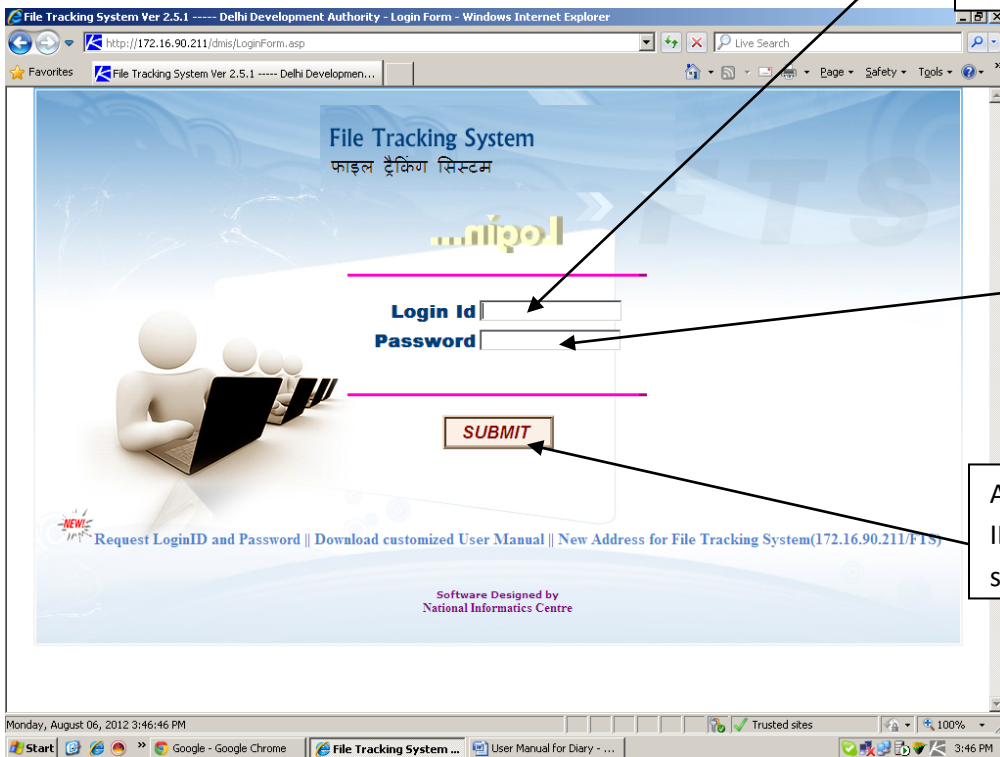 File Tracking System Ver 2.5.1 ----- Delhi Development Authority - Login Form - Windows Internet Explorer
http://172.16.90.211/dmis/LoginForm.asp
Live Search
Favorites
File Tracking System Ver 2.5.1 ----- Delhi Developmen...
Page
Safety
Tools
File Tracking System
फाइल ट्रैकिंग सिस्टम
FTS
Login....
Login Id
Password
SUBMIT
A
s
NEW!
Request LoginID and Password || Download customized User Manual || New Address for File Tracking System(172.16.90.211/FTS)
Software Designed by
National Informatics Centre
Monday, August 06, 2012 3:46:46 PM
Trusted sites
100%
Start
Google - Google Chrome
File Tracking System ...
User Manual for Diary - ...
3:46 PM